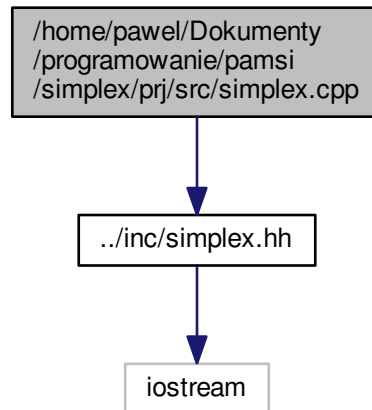 /home/pawel/Dokumenty
/programowanie/pamsi
/simplex/prj/src/simplex.cpp
../inc/simplex.hh
iostream